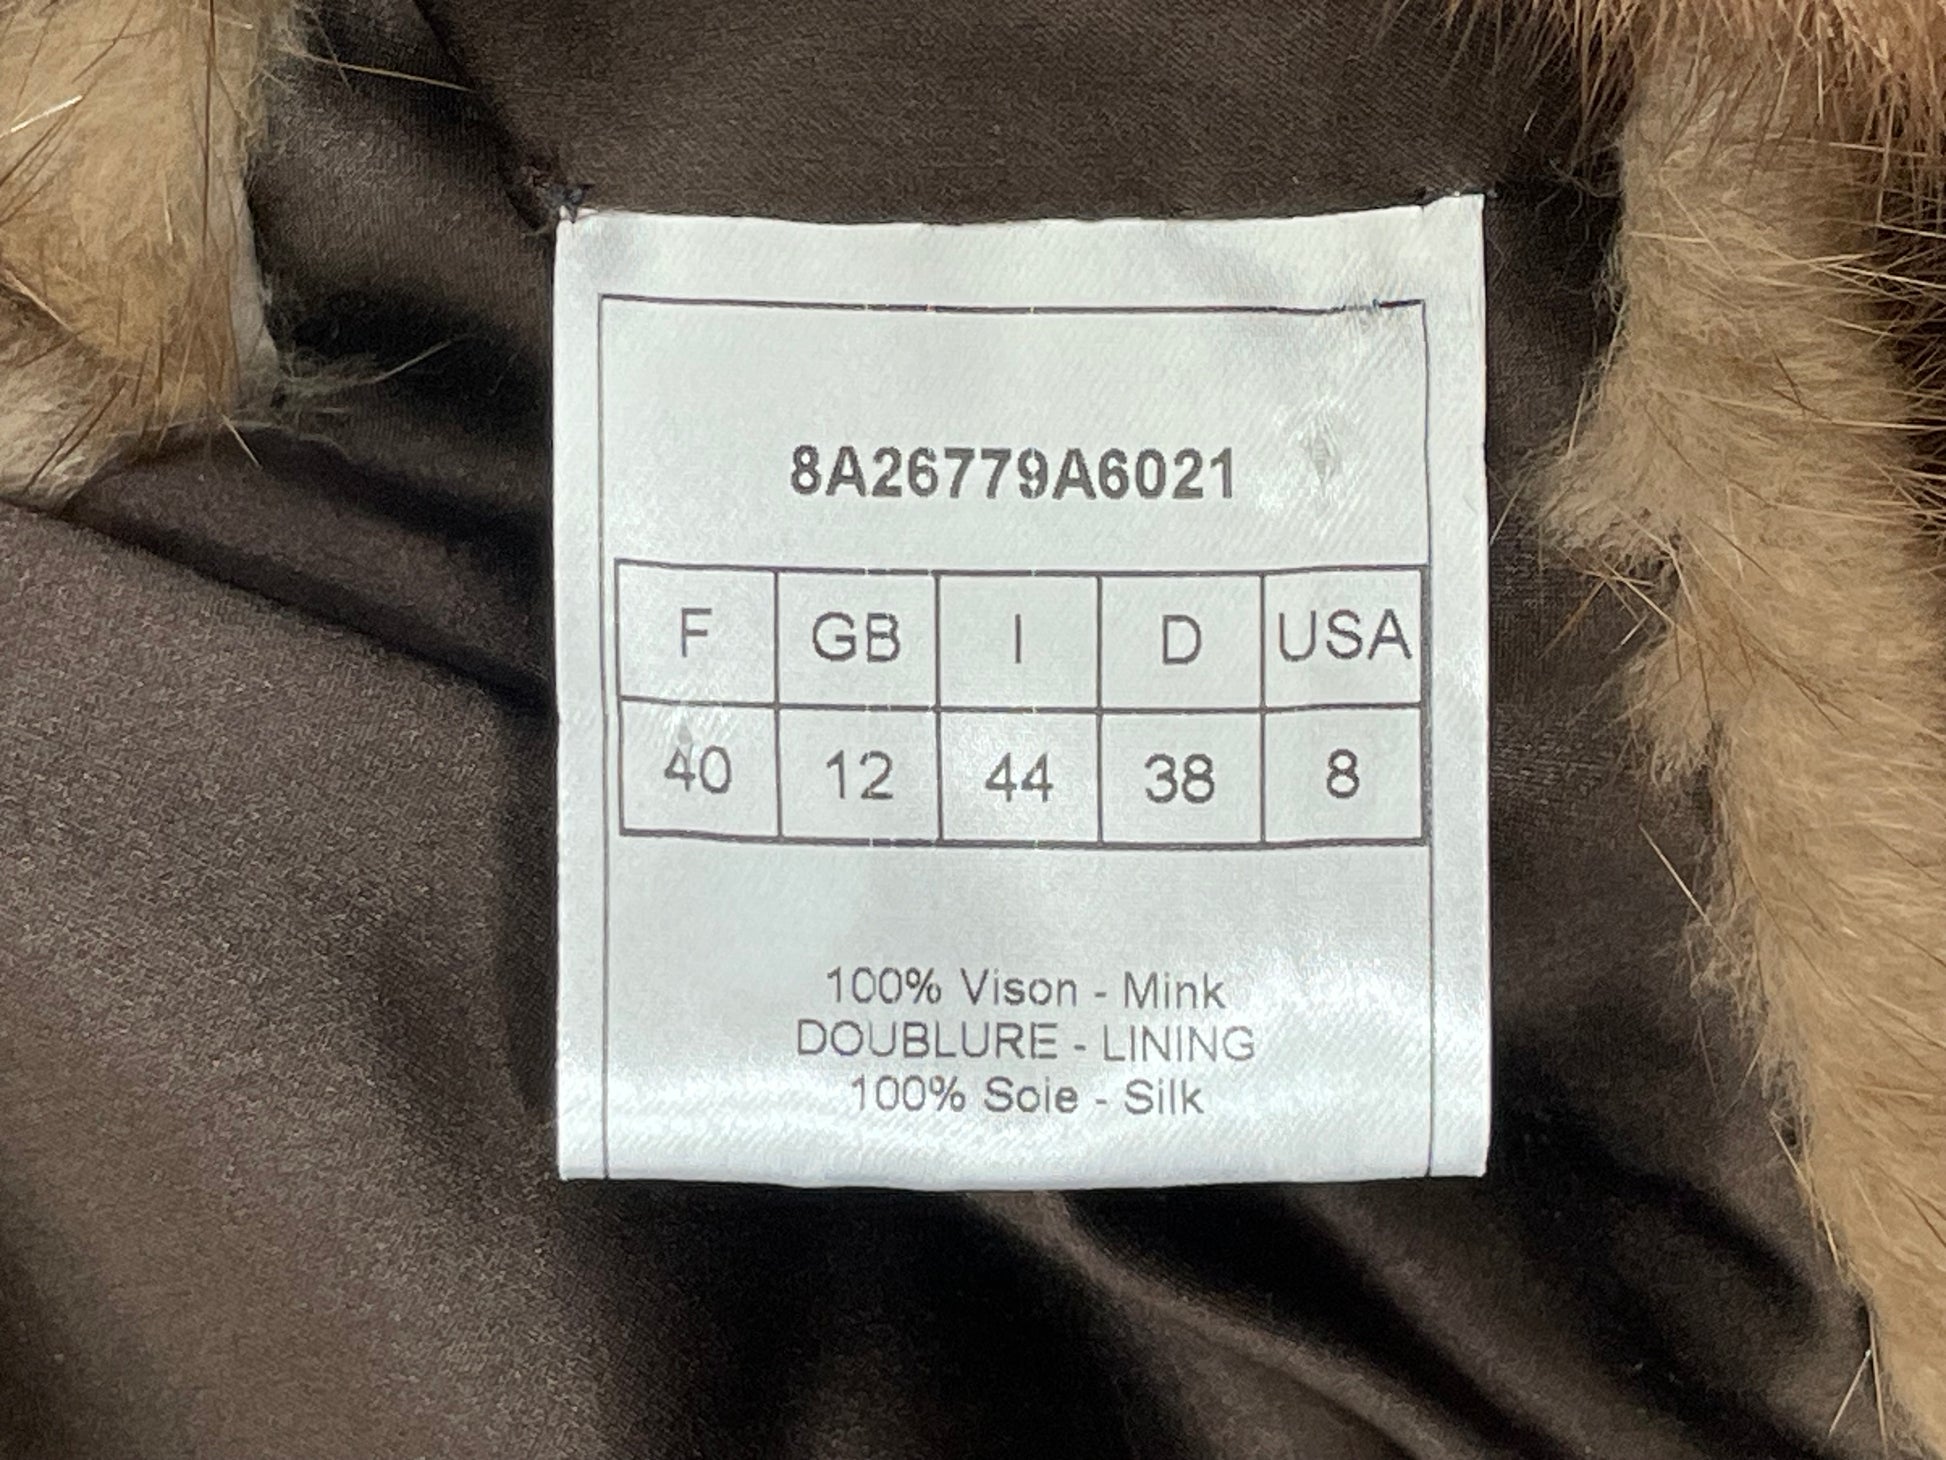 8A26779A6021
F GB I D USA
40 12 44 38 8
100% Vison - Mink
DOUBLURE - LINING
100% Soie - Silk